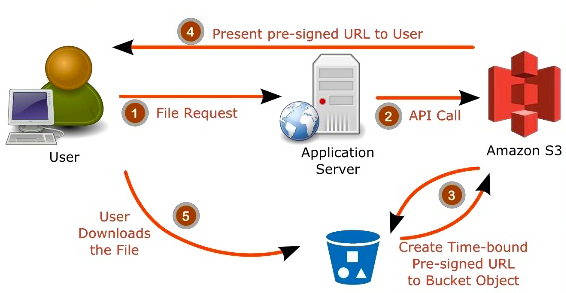 4 Present pre-signed URL to User
1 File Request
2 API Call
User
Application
Server
Amazon S3
3
5
User
Downloads
the File
Create Time-bound
Pre-signed URL
to Bucket Object